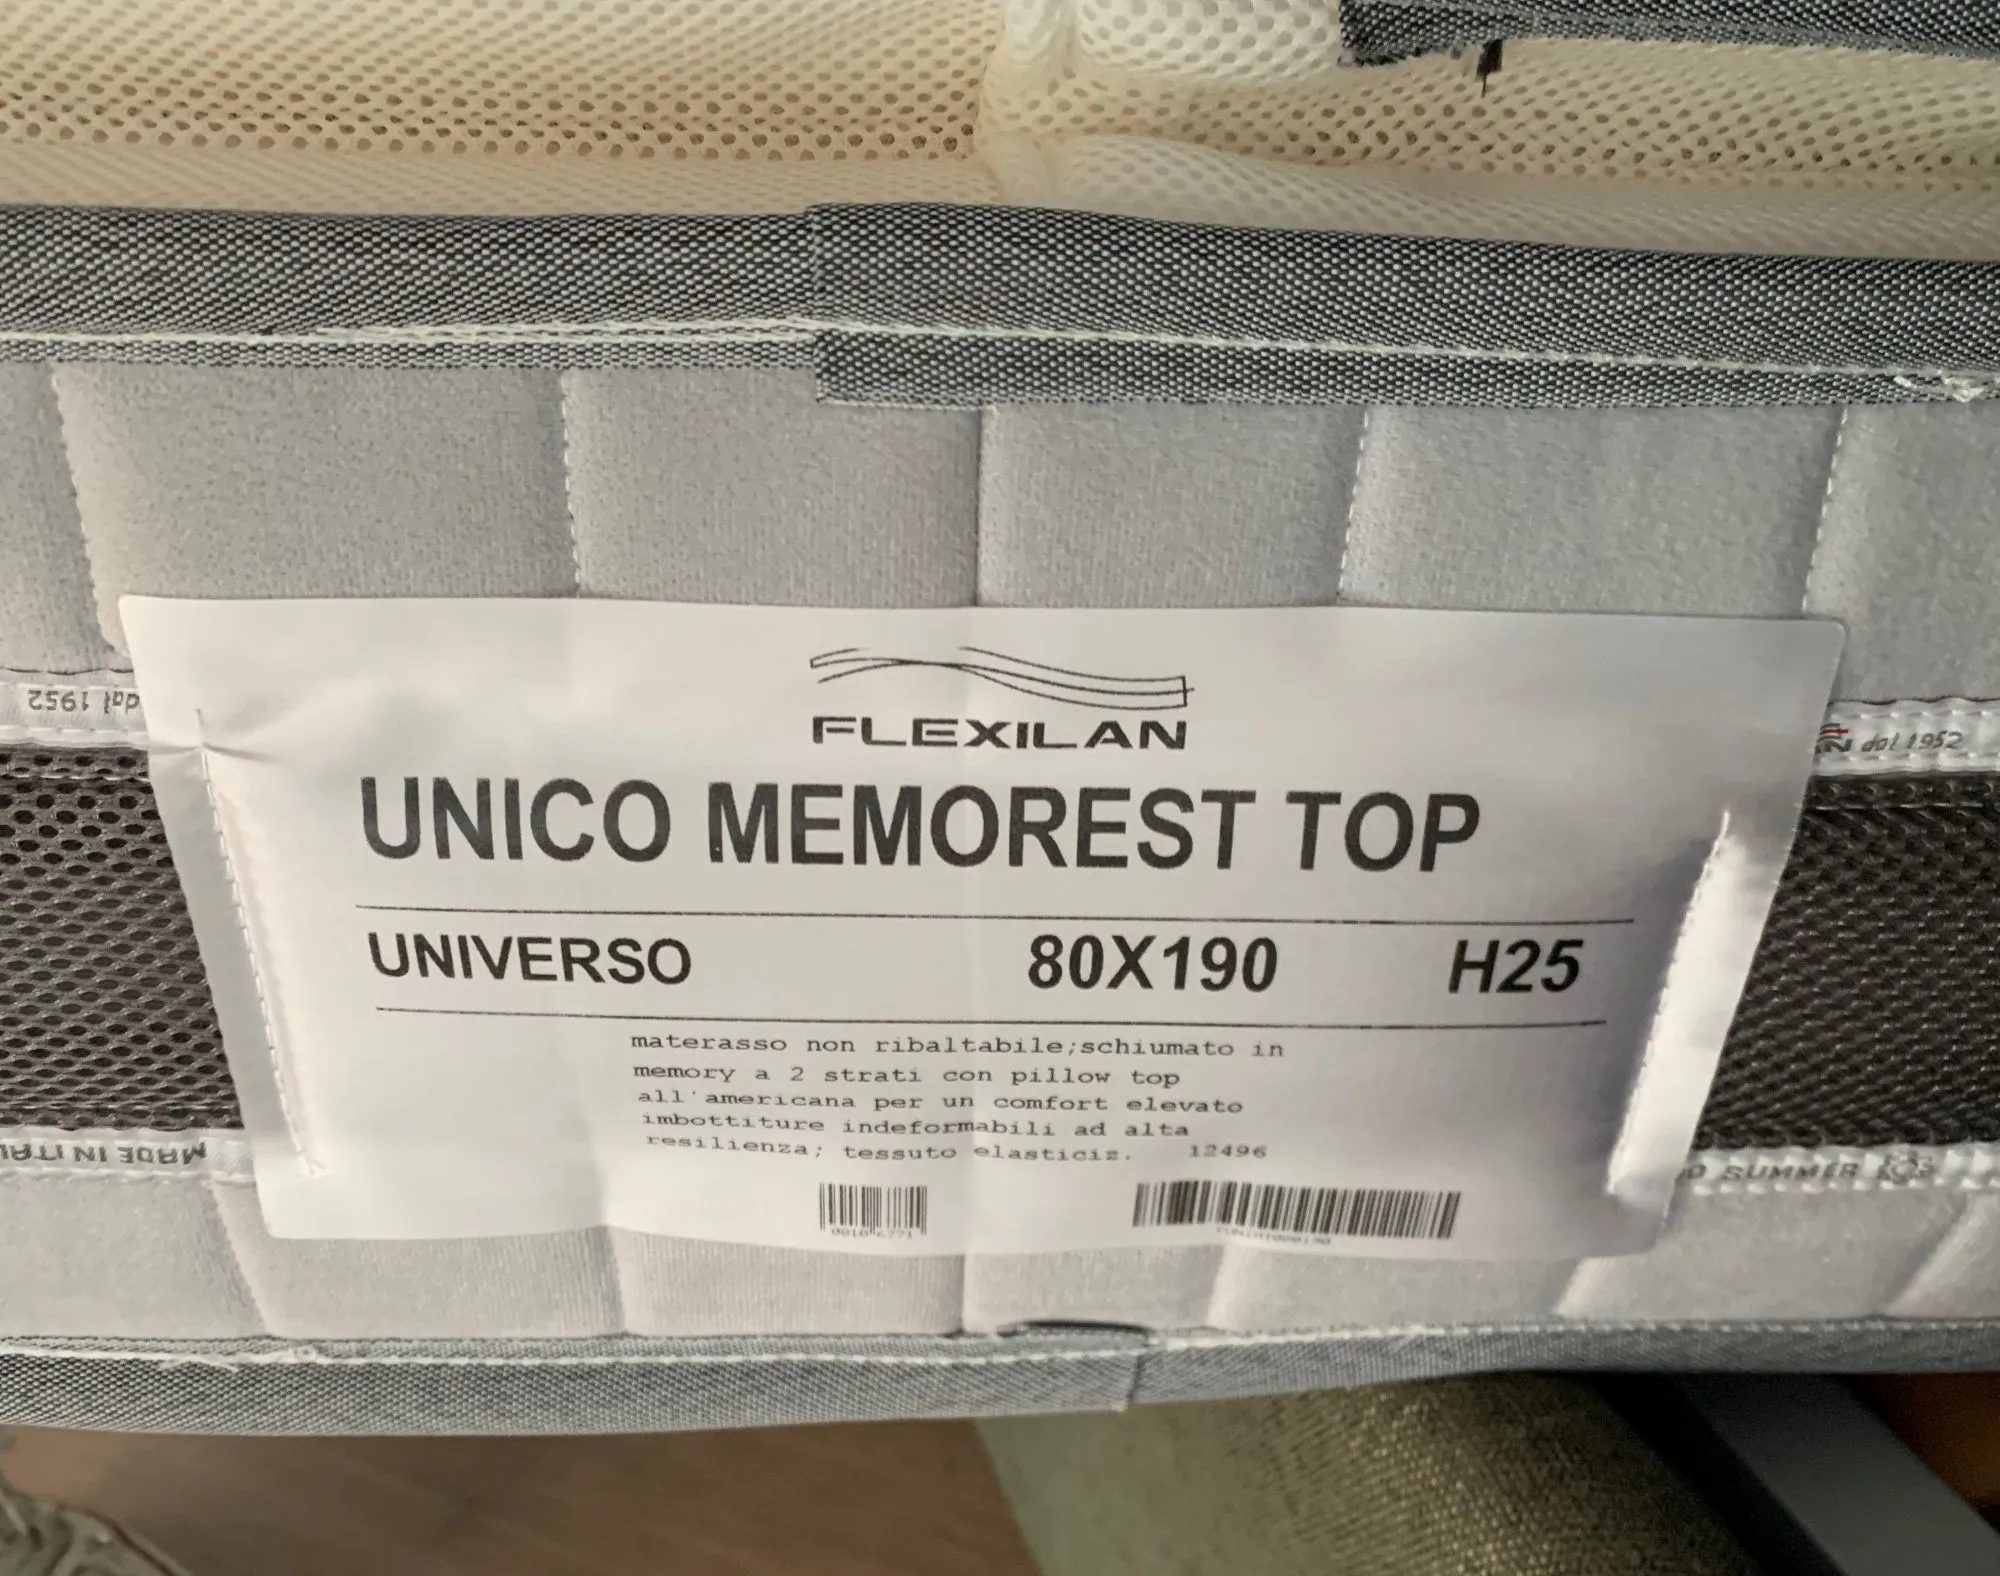 FLEXILAN
UNICO MEMOREST TOP
UNIVERSO 80X190 H25
materasso non ribaltabile;schiumato in
memory a 2 strati con pillow top
all'americana per un comfort elevato
imbottiture indeformabili ad alta
resilienza; tessuto elasticiz. 12496
dal 1952
dal 1952
MADE IN ITA
SUMMER